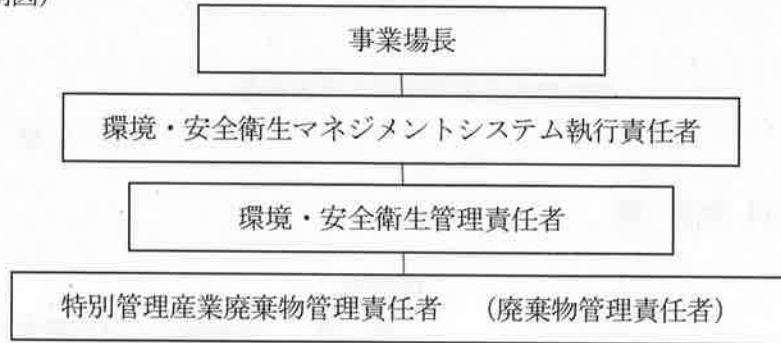 事業場長
環境・安全衛生マネジメントシステム執行責任者
環境・安全衛生管理責任者
特別管理産業廃棄物管理責任者 (廃棄物管理責任者)